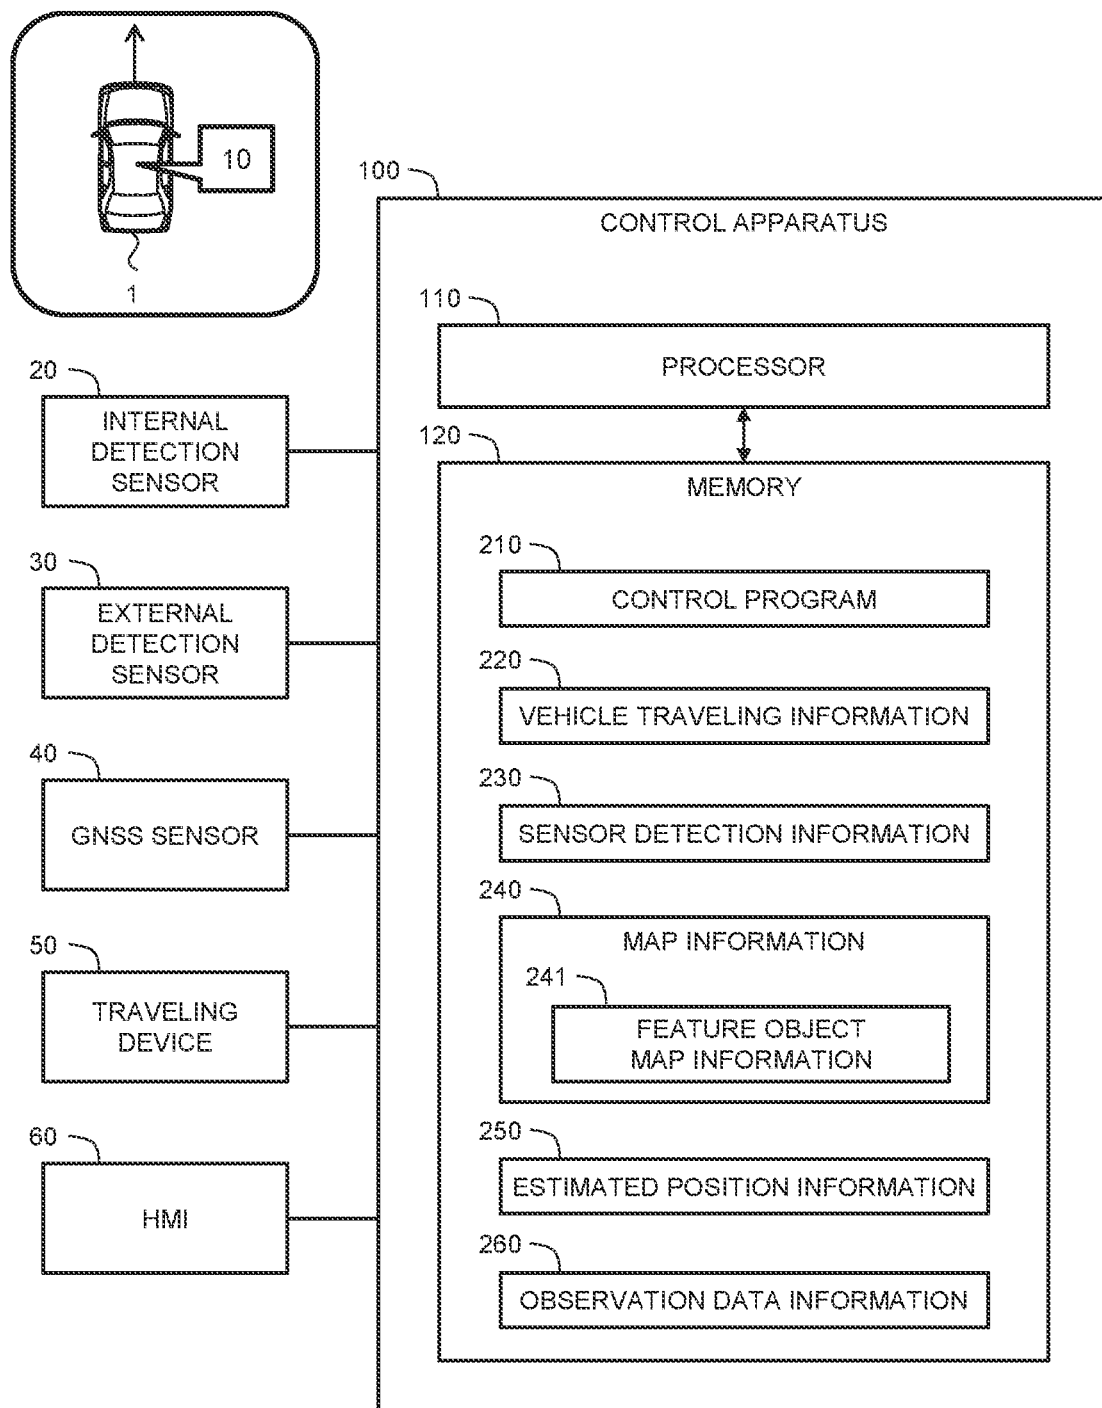 10
1
100
CONTROL APPARATUS
110
PROCESSOR
20
INTERNAL
DETECTION
SENSOR
120
MEMORY
210
CONTROL PROGRAM
30
EXTERNAL
DETECTION
SENSOR
220
VEHICLE TRAVELING INFORMATION
40
GNSS SENSOR
230
SENSOR DETECTION INFORMATION
240
MAP INFORMATION
241
FEATURE OBJECT
MAP INFORMATION
50
TRAVELING
DEVICE
60
HMI
250
ESTIMATED POSITION INFORMATION
260
OBSERVATION DATA INFORMATION